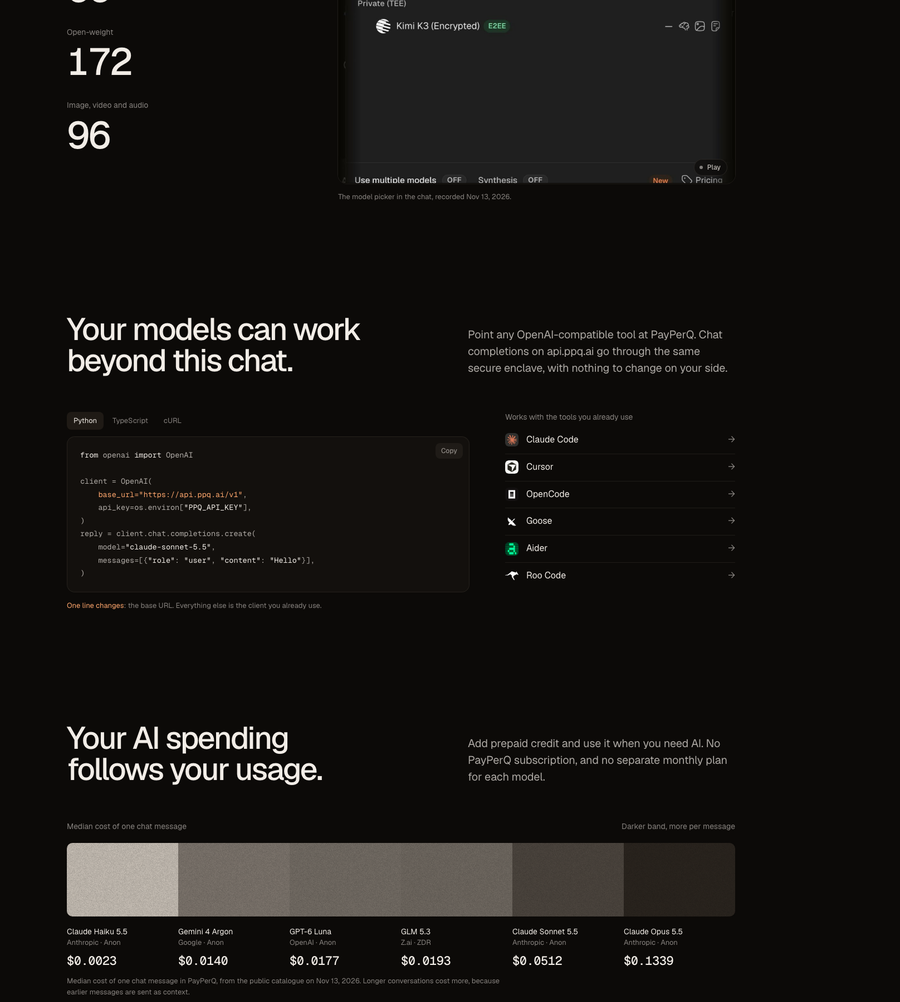 Open-weight
172
Image, video and audio
96
Private (TEE)
Kimi K3 (Encrypted) E2EE
Play
Use multiple models OFF Synthesis OFF New Pricing
The model picker in the chat, recorded Nov 13, 2026.
Your models can work
beyond this chat.
Point any OpenAI-compatible tool at PayPerQ. Chat
completions on api.ppq.ai go through the same
secure enclave, with nothing to change on your side.
Python TypeScript cURL
Copy
from openai import OpenAI
client = OpenAI(
base_url="https://api.ppq.ai/v1",
api_key=os.environ["PPQ_API_KEY"],
)
reply = client.chat.completions.create(
model="claude-sonnet-5.5",
messages=[{"role": "user", "content": "Hello"}],
)
One line changes: the base URL. Everything else is the client you already use.
Works with the tools you already use
Claude Code →
Cursor →
OpenCode →
Goose →
Aider →
Roo Code →
Your AI spending
follows your usage.
Add prepaid credit and use it when you need AI. No
PayPerQ subscription, and no separate monthly plan
for each model.
Median cost of one chat message
Darker band, more per message
Claude Haiku 5.5
Anthropic · Anon
$0.0023
Gemini 4 Argon
Google · Anon
$0.0140
GPT-6 Luna
OpenAI · Anon
$0.0177
GLM 5.3
Z.ai · ZDR
$0.0193
Claude Sonnet 5.5
Anthropic · Anon
$0.0512
Claude Opus 5.5
Anthropic · Anon
$0.1339
Median cost of one chat message in PayPerQ, from the public catalogue on Nov 13, 2026. Longer conversations cost more, because
earlier messages are sent as context.